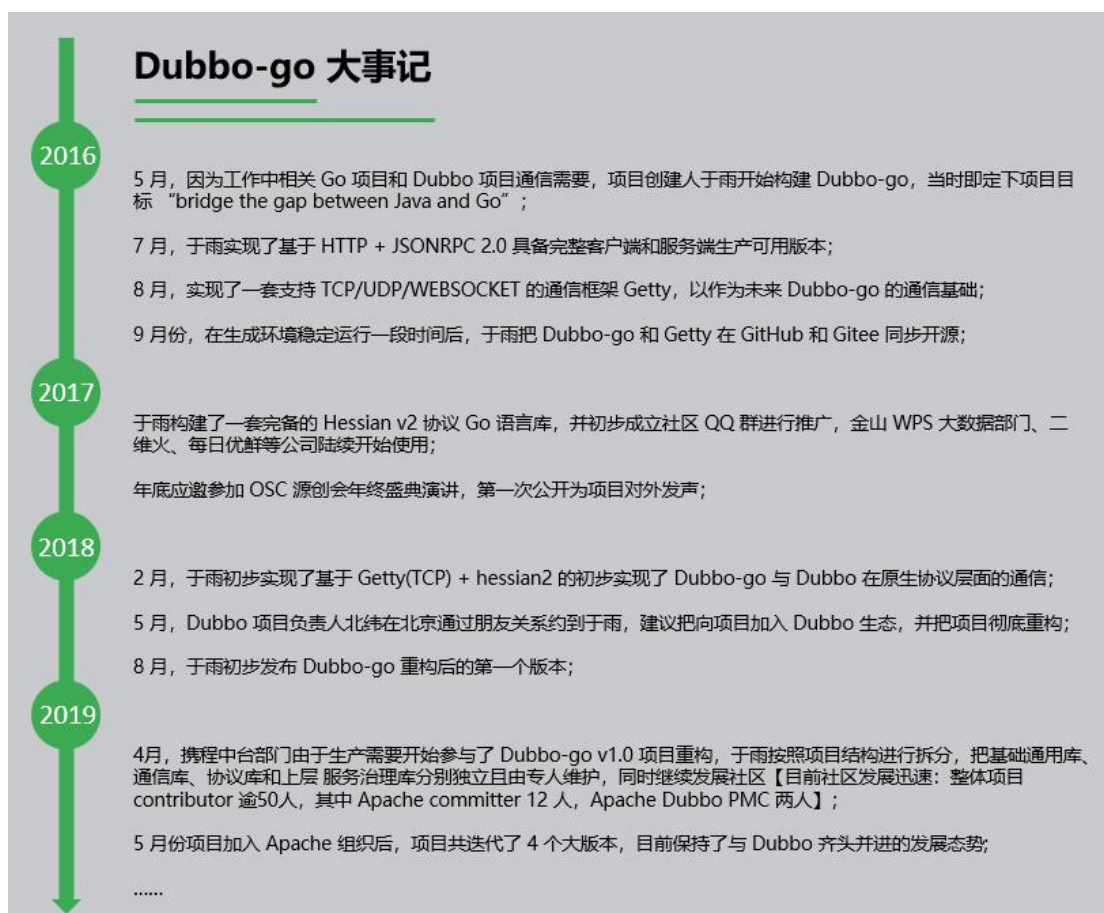 Dubbo-go 大事记
2016
5 月，因为工作中相关 Go 项目和 Dubbo 项目通信需要，项目创建人于雨开始构建 Dubbo-go，当时即定下项目目
标 “bridge the gap between Java and Go”；
7 月，于雨实现了基于 HTTP + JSONRPC 2.0 具备完整客户端和服务端生产可用版本；
8 月，实现了一套支持 TCP/UDP/WEBSOCKET 的通信框架 Getty，以作为未来 Dubbo-go 的通信基础；
9 月份，在生成环境稳定运行一段时间后，于雨把 Dubbo-go 和 Getty 在 GitHub 和 Gitee 同步开源；
2017
于雨构建了一套完备的 Hessian v2 协议 Go 语言库，并初步成立社区 QQ 群进行推广，金山 WPS 大数据部门、二
维火、每日优鲜等公司陆续开始使用；
年底应邀参加 OSC 源创会年终盛典演讲，第一次公开为项目对外发声；
2018
2 月，于雨初步实现了基于 Getty(TCP) + hessian2 的初步实现了 Dubbo-go 与 Dubbo 在原生协议层面的通信；
5 月，Dubbo 项目负责人北纬在北京通过朋友关系约到于雨，建议把向项目加入 Dubbo 生态，并把项目彻底重构；
8 月，于雨初步发布 Dubbo-go 重构后的第一个版本；
2019
4月，携程中台部门由于生产需要开始参与了 Dubbo-go v1.0 项目重构，于雨按照项目结构进行拆分，把基础通用库、
通信库、协议库和上层 服务治理库分别独立且由专人维护，同时继续发展社区【目前社区发展迅速：整体项目
contributor 逾50人，其中 Apache committer 12 人，Apache Dubbo PMC 两人】；
5 月份项目加入 Apache 组织后，项目共迭代了 4 个大版本，目前保持了与 Dubbo 齐头并进的发展态势;
......